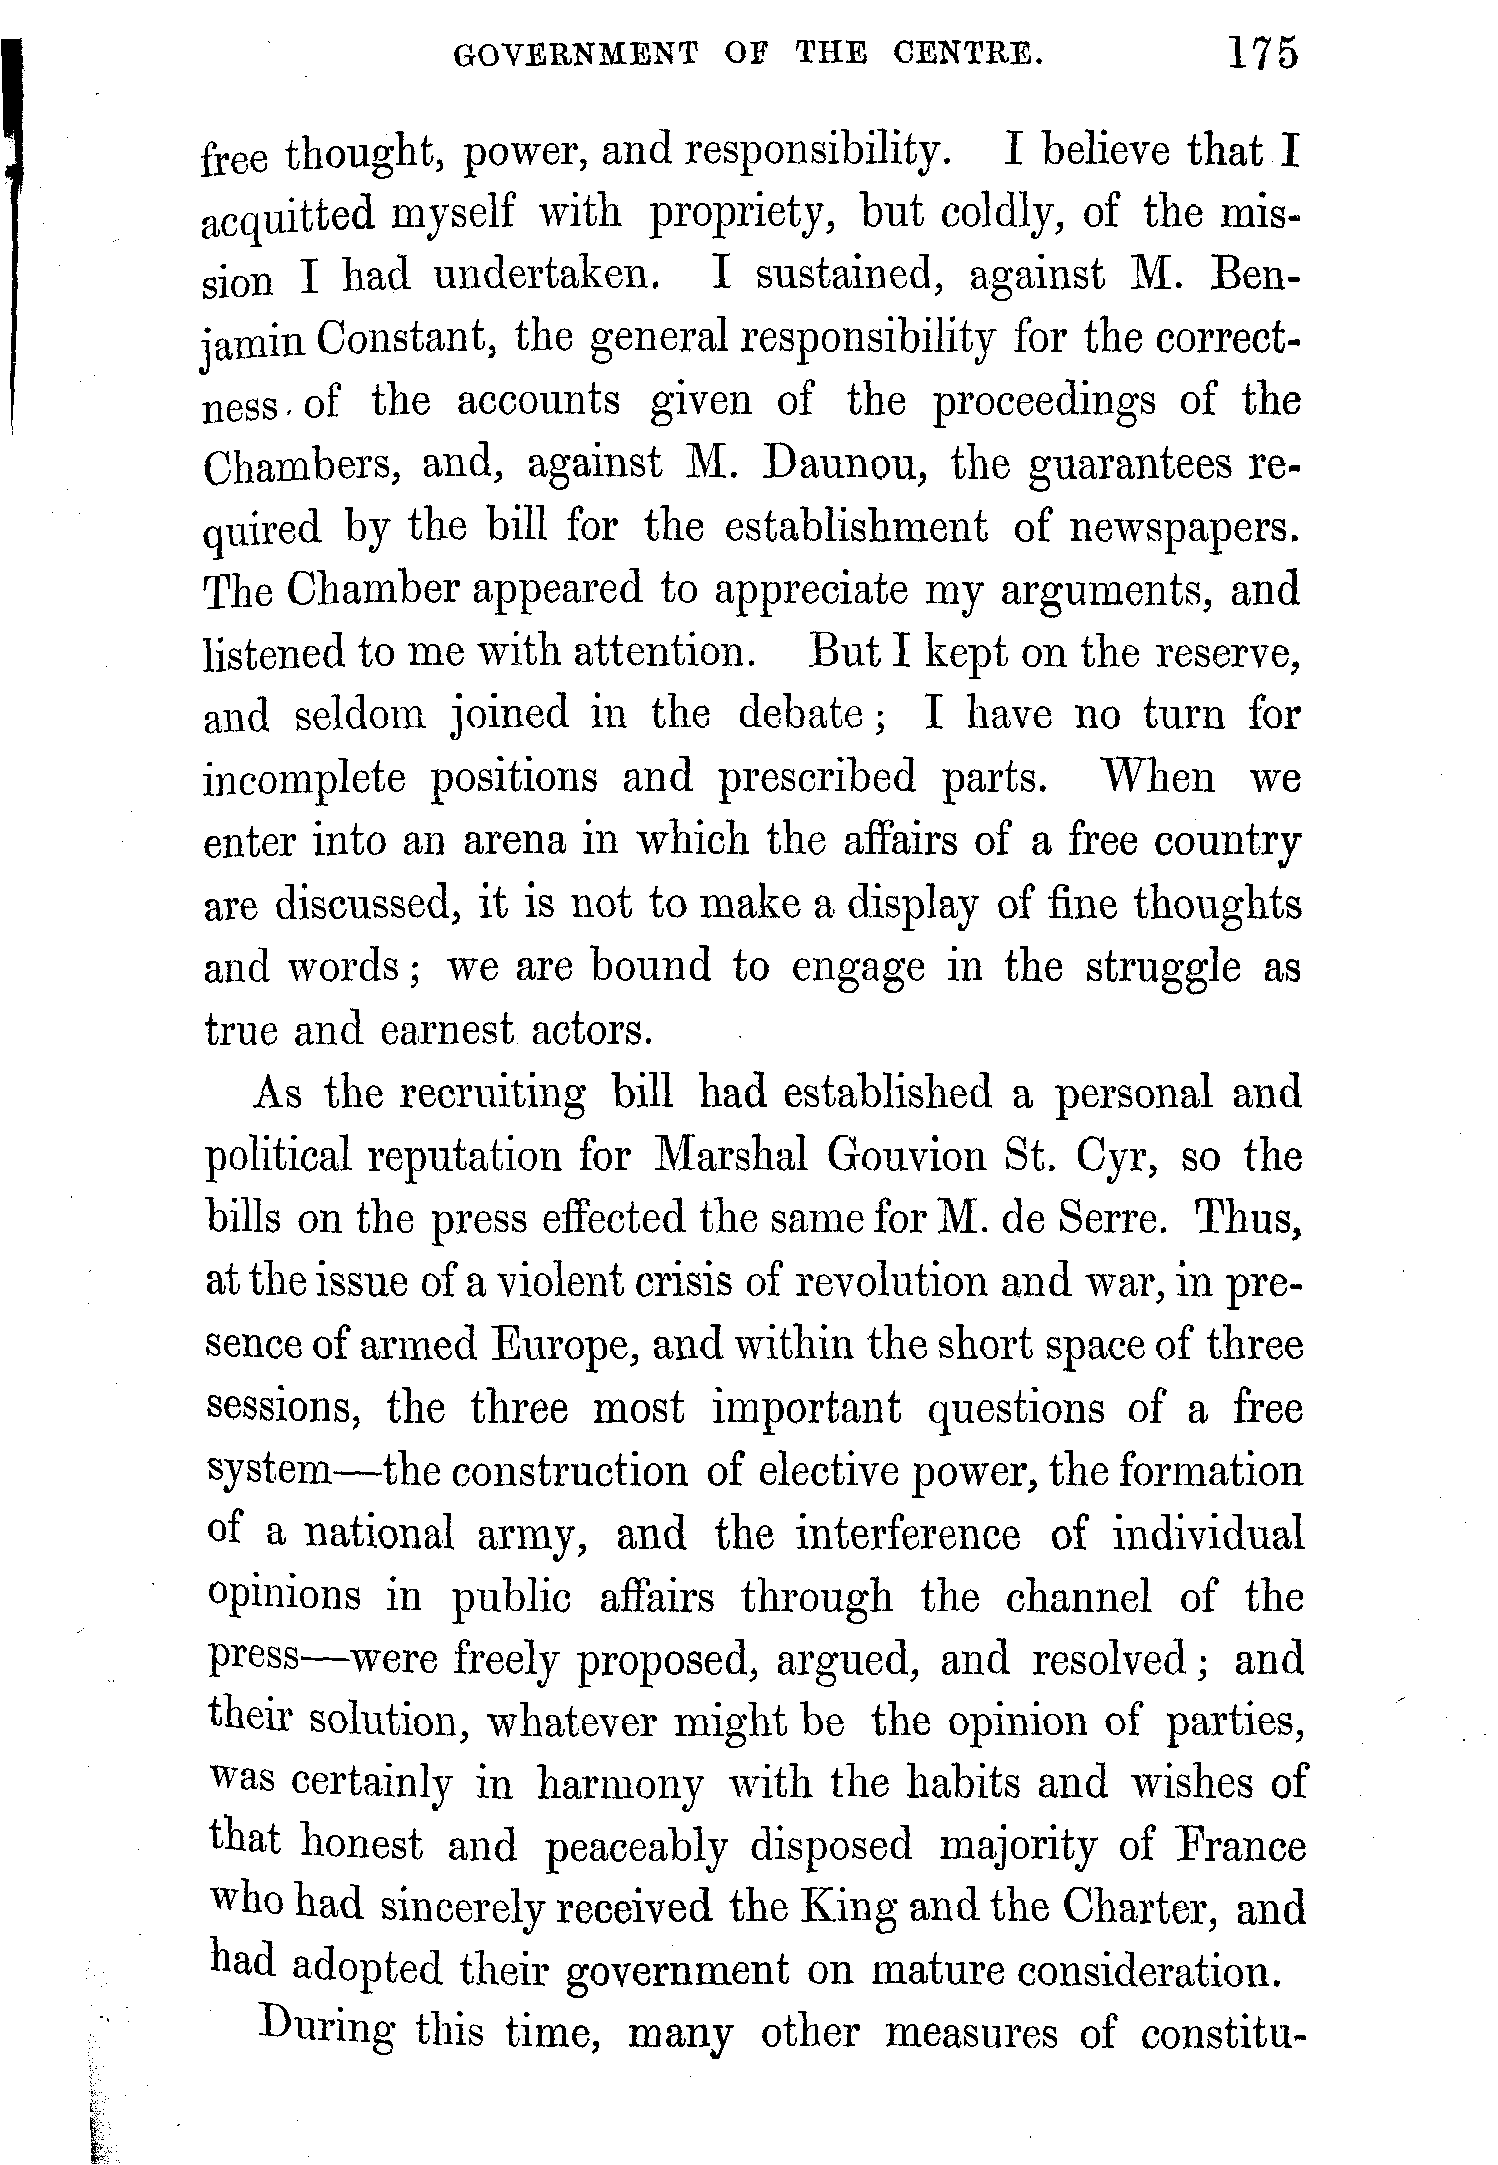 GOVERNMENT OF THE CENTRE. 175
free thought, power, and responsibility. I believe that I
acquitted myself with propriety, but coldly, of the mis-
sion I had undertaken. I sustained, against M. Ben-
jamin Constant, the general responsibility for the correct-
ness of the accounts given of the proceedings of the
Chambers, and, against M. Daunou, the guarantees re-
quired by the bill for the establishment of newspapers.
The Chamber appeared to appreciate my arguments, and
listened to me with attention. But I kept on the reserve,
and seldom joined in the debate; I have no turn for
incomplete positions and prescribed parts. When we
enter into an arena in which the affairs of a free country
are discussed, it is not to make a display of fine thoughts
and words; we are bound to engage in the struggle as
true and earnest actors.
As the recruiting bill had established a personal and
political reputation for Marshal Gouvion St. Cyr, so the
bills on the press effected the same for M. de Serre. Thus,
at the issue of a violent crisis of revolution and war, in pre-
sence of armed Europe, and within the short space of three
sessions, the three most important questions of a free
system—the construction of elective power, the formation
of a national army, and the interference of individual
opinions in public affairs through the channel of the
press—were freely proposed, argued, and resolved; and
their solution, whatever might be the opinion of parties,
was certainly in harmony with the habits and wishes of
that honest and peaceably disposed majority of France
who had sincerely received the King and the Charter, and
had adopted their government on mature consideration.
During this time, many other measures of constitu-